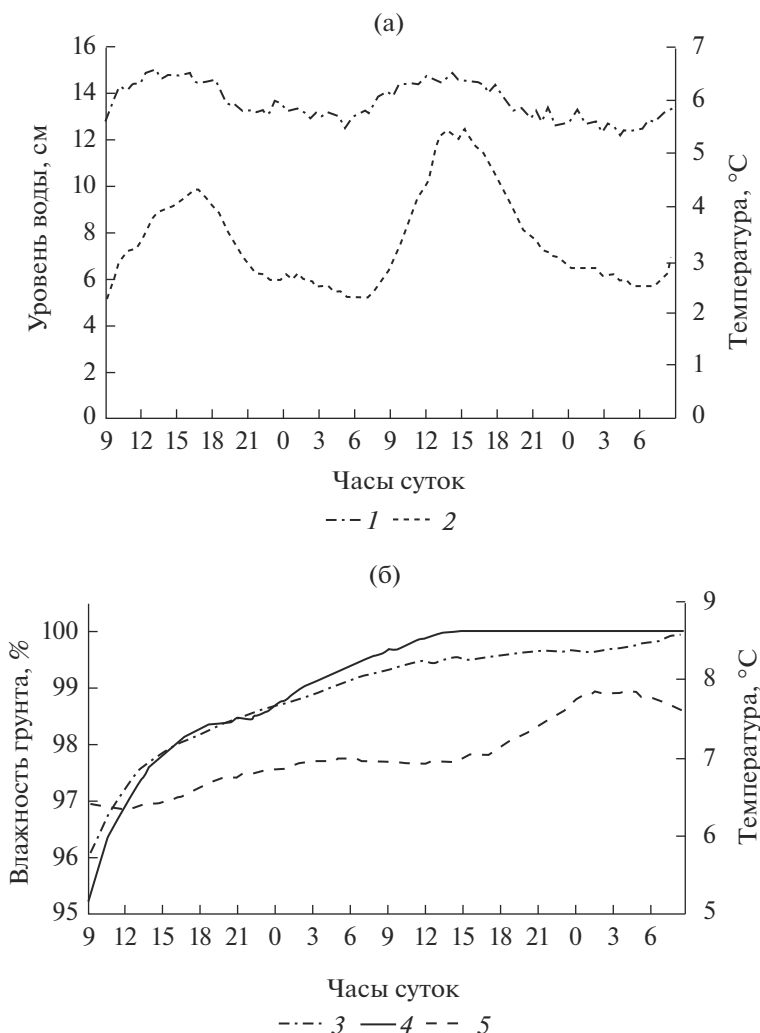 (а)
16
14
12
10
8
6
4
2
0
Уровень воды, см
7
6
5
4
3
2
1
0
Температура, °C
9 12 15 18 21 0 3 6 9 12 15 18 21 0 3 6
Часы суток
1 2
(б)
100
99
98
97
96
95
Влажность грунта, %
9
8
7
6
5
Температура, °C
9 12 15 18 21 0 3 6 9 12 15 18 21 0 3 6
Часы суток
3 4 5